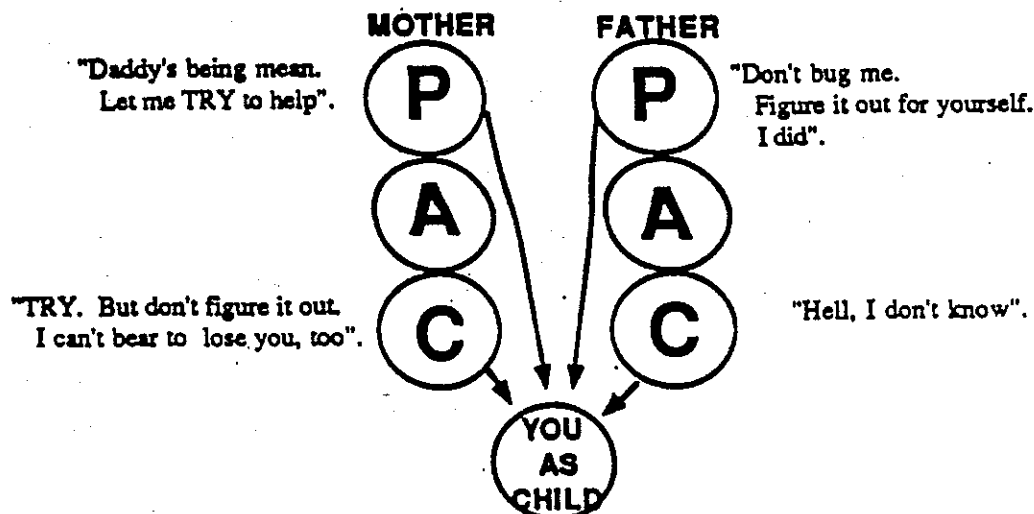 MOTHER
FATHER
"Daddy's being mean.
Let me TRY to help".
P
P
"Don't bug me.
Figure it out for yourself.
I did".
A
A
"TRY. But don't figure it out.
I can't bear to lose you, too".
C
C
"Hell, I don't know".
YOU
AS
CHILD